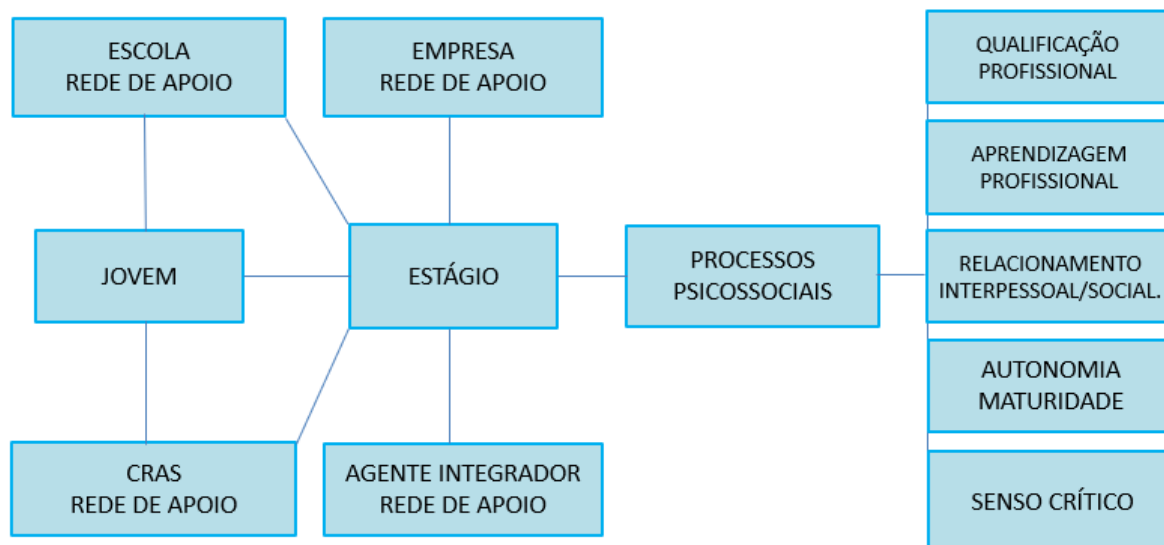 ESCOLA
REDE DE APOIO
EMPRESA
REDE DE APOIO
QUALIFICAÇÃO
PROFISSIONAL
APRENDIZAGEM
PROFISSIONAL
JOVEM
ESTÁGIO
PROCESSOS
PSICOSSOCIAIS
RELACIONAMENTO
INTERPESSOAL/SOCIAL.
AUTONOMIA
MATURIDADE
CRAS
REDE DE APOIO
AGENTE INTEGRADOR
REDE DE APOIO
SENSO CRÍTICO